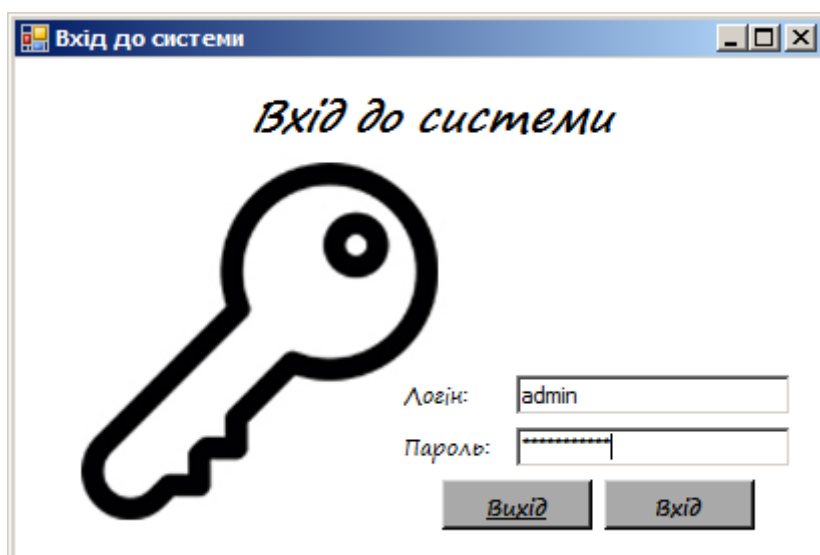 Вхід до системи
Вхід до системи
Логін: admin
Пароль: ***********
Вихід Вхід